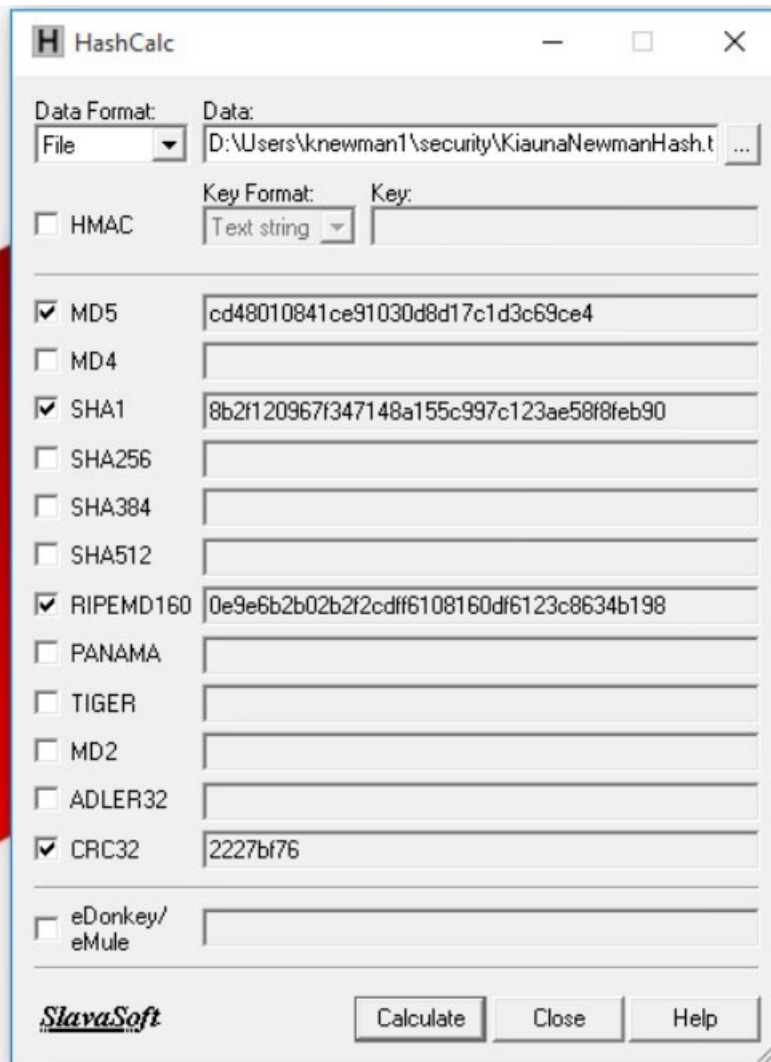 H HashCalc
Data Format: Data:
File D:\Users\knewman1\security\KiaunaNewmanHash.t ...
Key Format: Key:
HMAC Text string
MD5 cd48010841ce91030d8d17c1d3c69ce4
MD4
SHA1 8b2f120967f347148a155c997c123ae58f8feb90
SHA256
SHA384
SHA512
RIPEMD160 0e9e6b2b02b2f2cdff6108160df6123c8634b198
PANAMA
TIGER
MD2
ADLER32
CRC32 2227bf76
eDonkey/
eMule
SlavaSoft Calculate Close Help